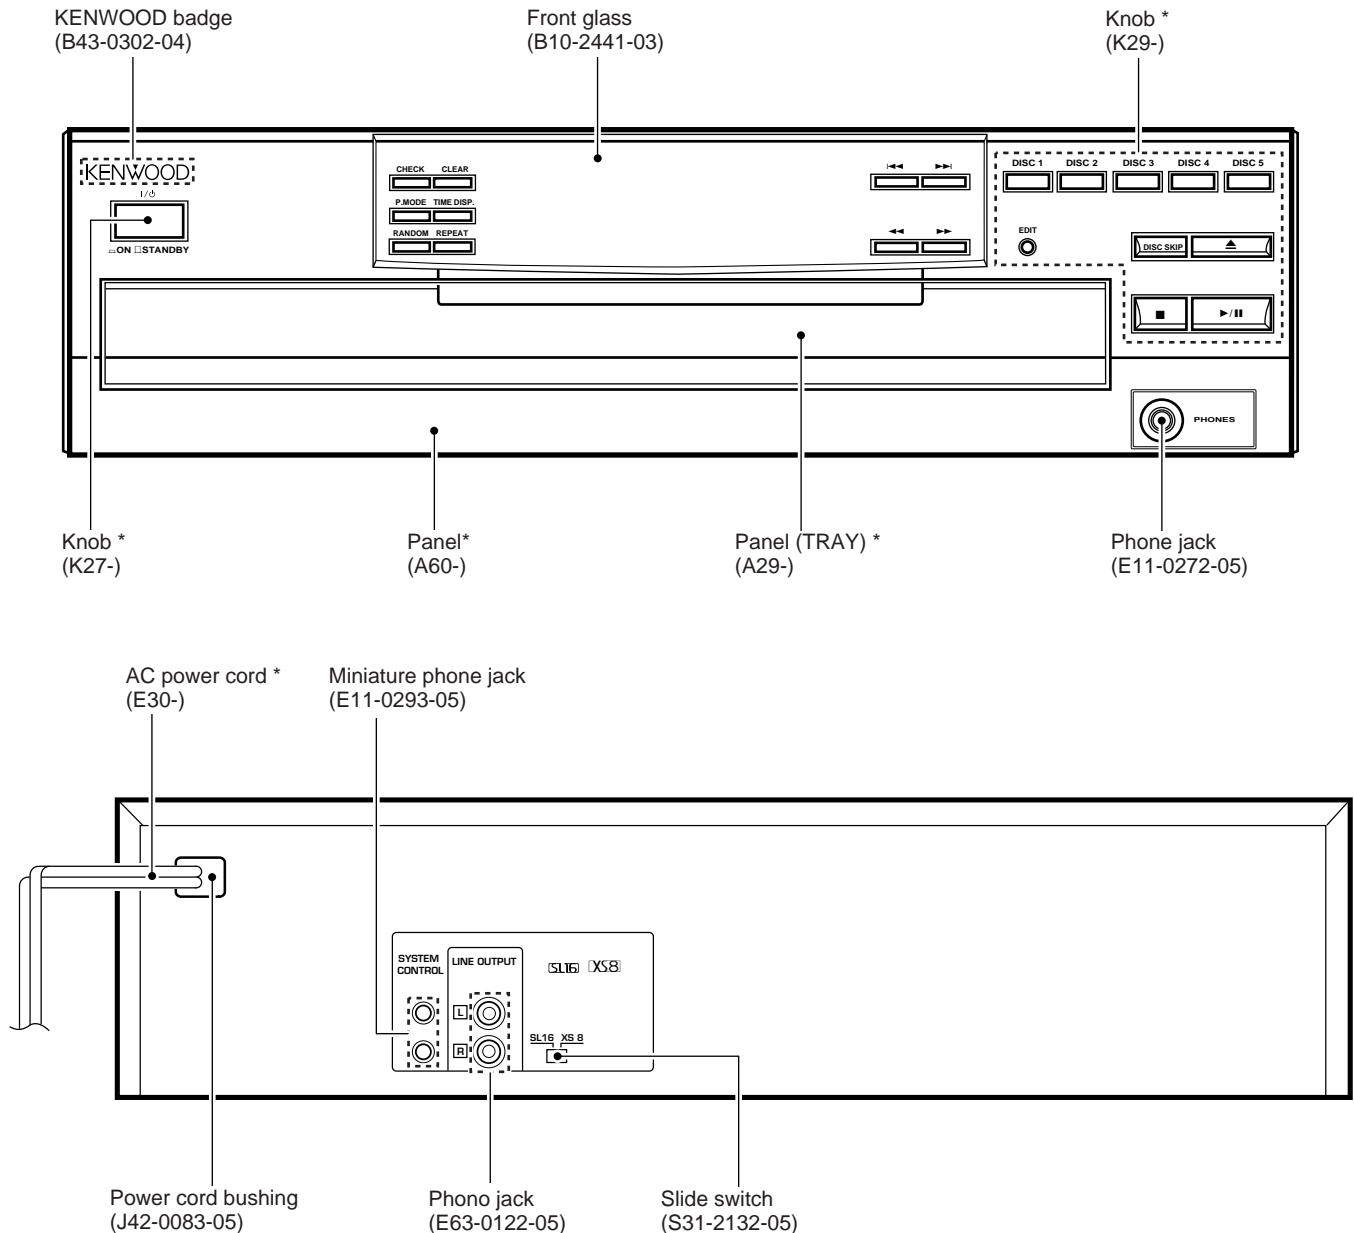 KENWOOD badge
(B43-0302-04)
Front glass
(B10-2441-03)
Knob *
(K29-)
KENWOOD
I/⏻
ON STANDBY
CHECK CLEAR
P.MODE TIME DISP.
RANDOM REPEAT
DISC 1 DISC 2 DISC 3 DISC 4 DISC 5
EDIT
DISC SKIP
PHONES
Knob *
(K27-)
Panel*
(A60-)
Panel (TRAY) *
(A29-)
Phone jack
(E11-0272-05)
AC power cord *
(E30-)
Miniature phone jack
(E11-0293-05)
SYSTEM
CONTROL
LINE OUTPUT
SL16 XS8
L
R
SL16 XS 8
Power cord bushing
(J42-0083-05)
Phono jack
(E63-0122-05)
Slide switch
(S31-2132-05)